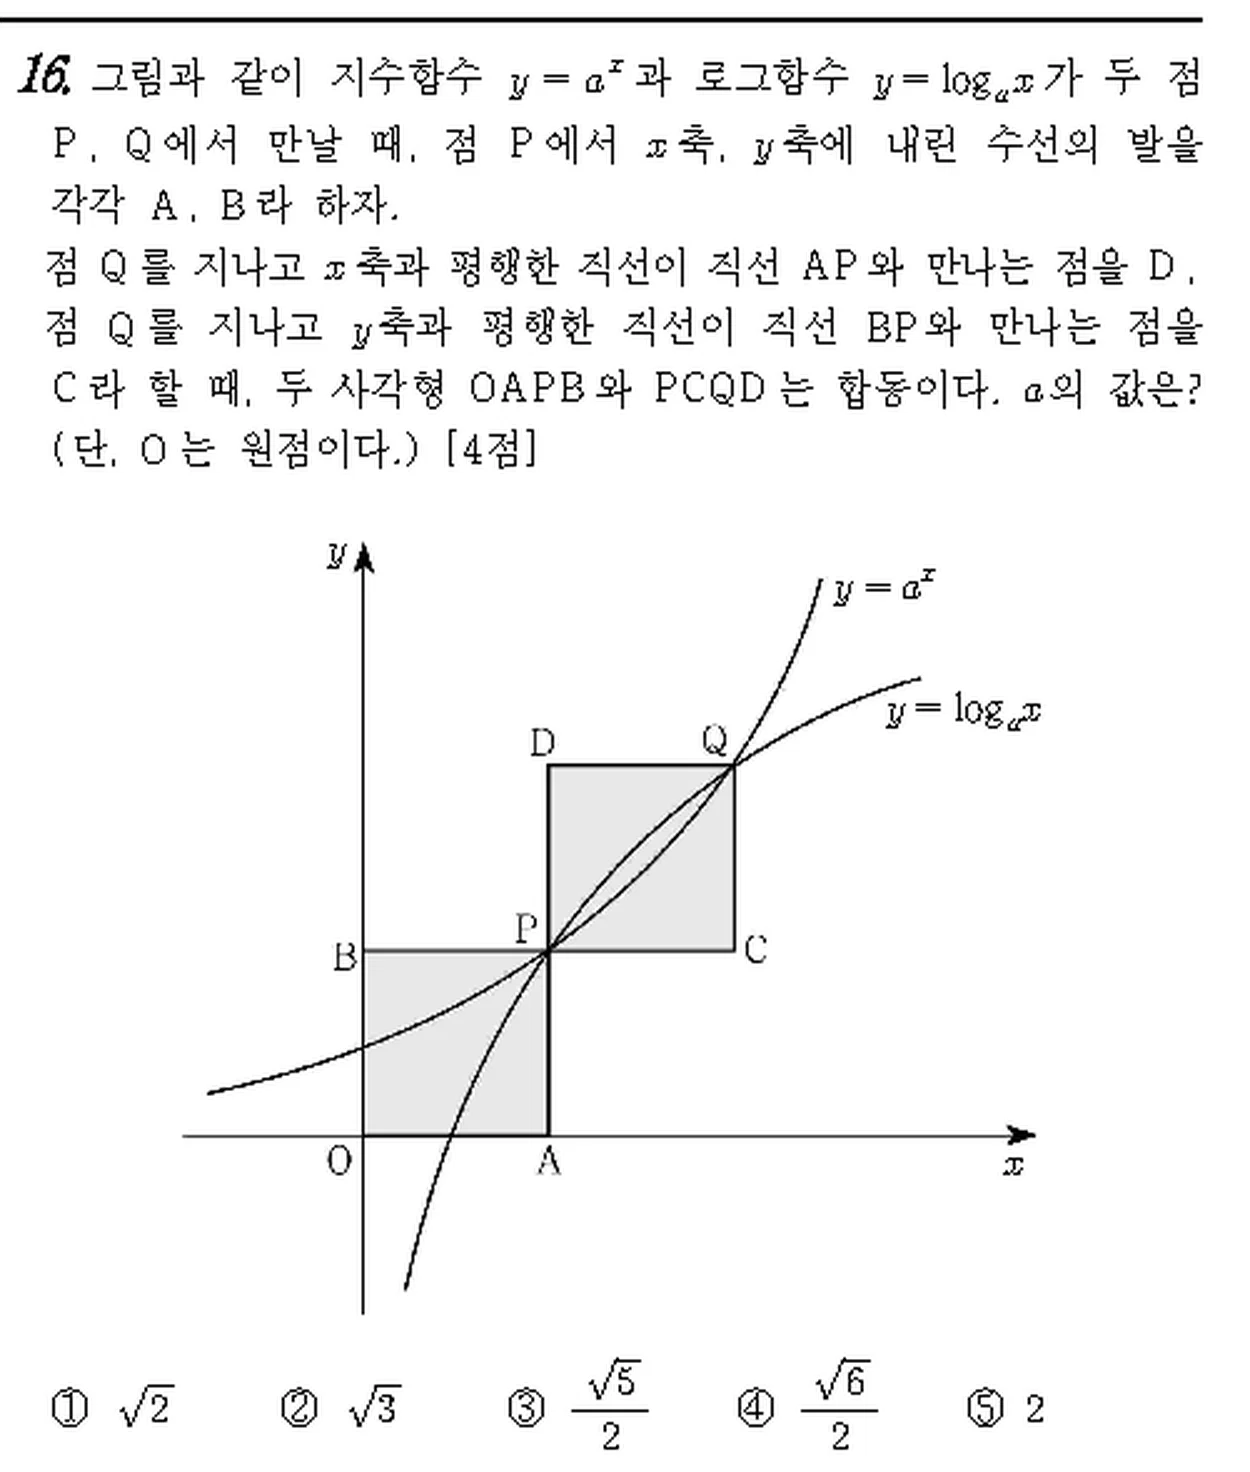 16. 그림과 같이 지수함수 y = aˣ과 로그함수 y = logₐx가 두 점
P, Q에서 만날 때, 점 P에서 x축, y축에 내린 수선의 발을
각각 A, B라 하자.
점 Q를 지나고 x축과 평행한 직선이 직선 AP와 만나는 점을 D,
점 Q를 지나고 y축과 평행한 직선이 직선 BP와 만나는 점을
C라 할 때, 두 사각형 OAPB와 PCQD는 합동이다. a의 값은?
(단, O는 원점이다.) [4점]
y
y = aˣ
y = logₐx
D Q
P
B C
O A x
① √2 ② √3 ③ √5/2 ④ √6/2 ⑤ 2